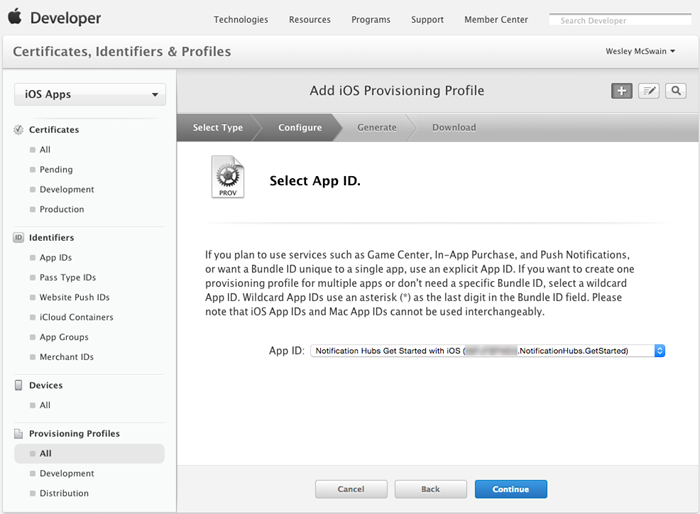 Developer
Technologies Resources Programs Support Member Center Search Developer
Certificates, Identifiers & Profiles
Wesley McSwain
iOS Apps
Add iOS Provisioning Profile
Select Type Configure Generate Download
Certificates
All
Pending
Development
Production
ID Identifiers
App IDs
Pass Type IDs
Website Push IDs
iCloud Containers
App Groups
Merchant IDs
Devices
All
Provisioning Profiles
All
Development
Distribution
PROV
Select App ID.
If you plan to use services such as Game Center, In-App Purchase, and Push Notifications,
or want a Bundle ID unique to a single app, use an explicit App ID. If you want to create one
provisioning profile for multiple apps or don't need a specific Bundle ID, select a wildcard
App ID. Wildcard App IDs use an asterisk (*) as the last digit in the Bundle ID field. Please
note that iOS App IDs and Mac App IDs cannot be used interchangeably.
App ID: Notification Hubs Get Started with iOS ( .NotificationHubs.GetStarted)
Cancel Back Continue